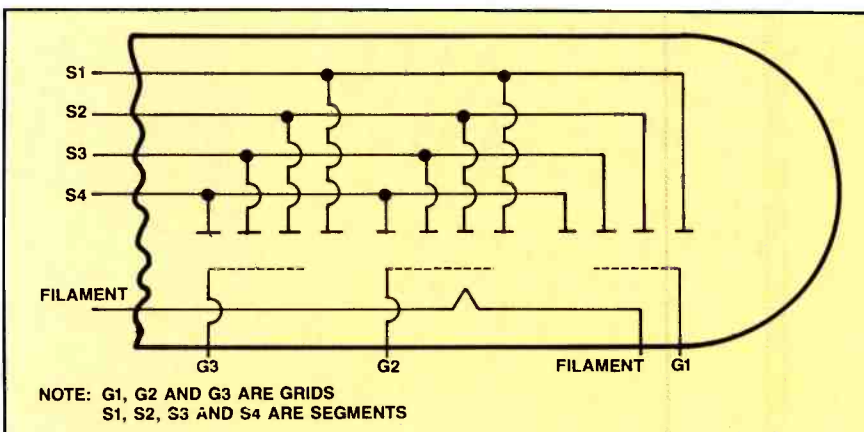 S1
S2
S3
S4
FILAMENT
G3 G2 FILAMENT G1
NOTE: G1, G2 AND G3 ARE GRIDS
S1, S2, S3 AND S4 ARE SEGMENTS